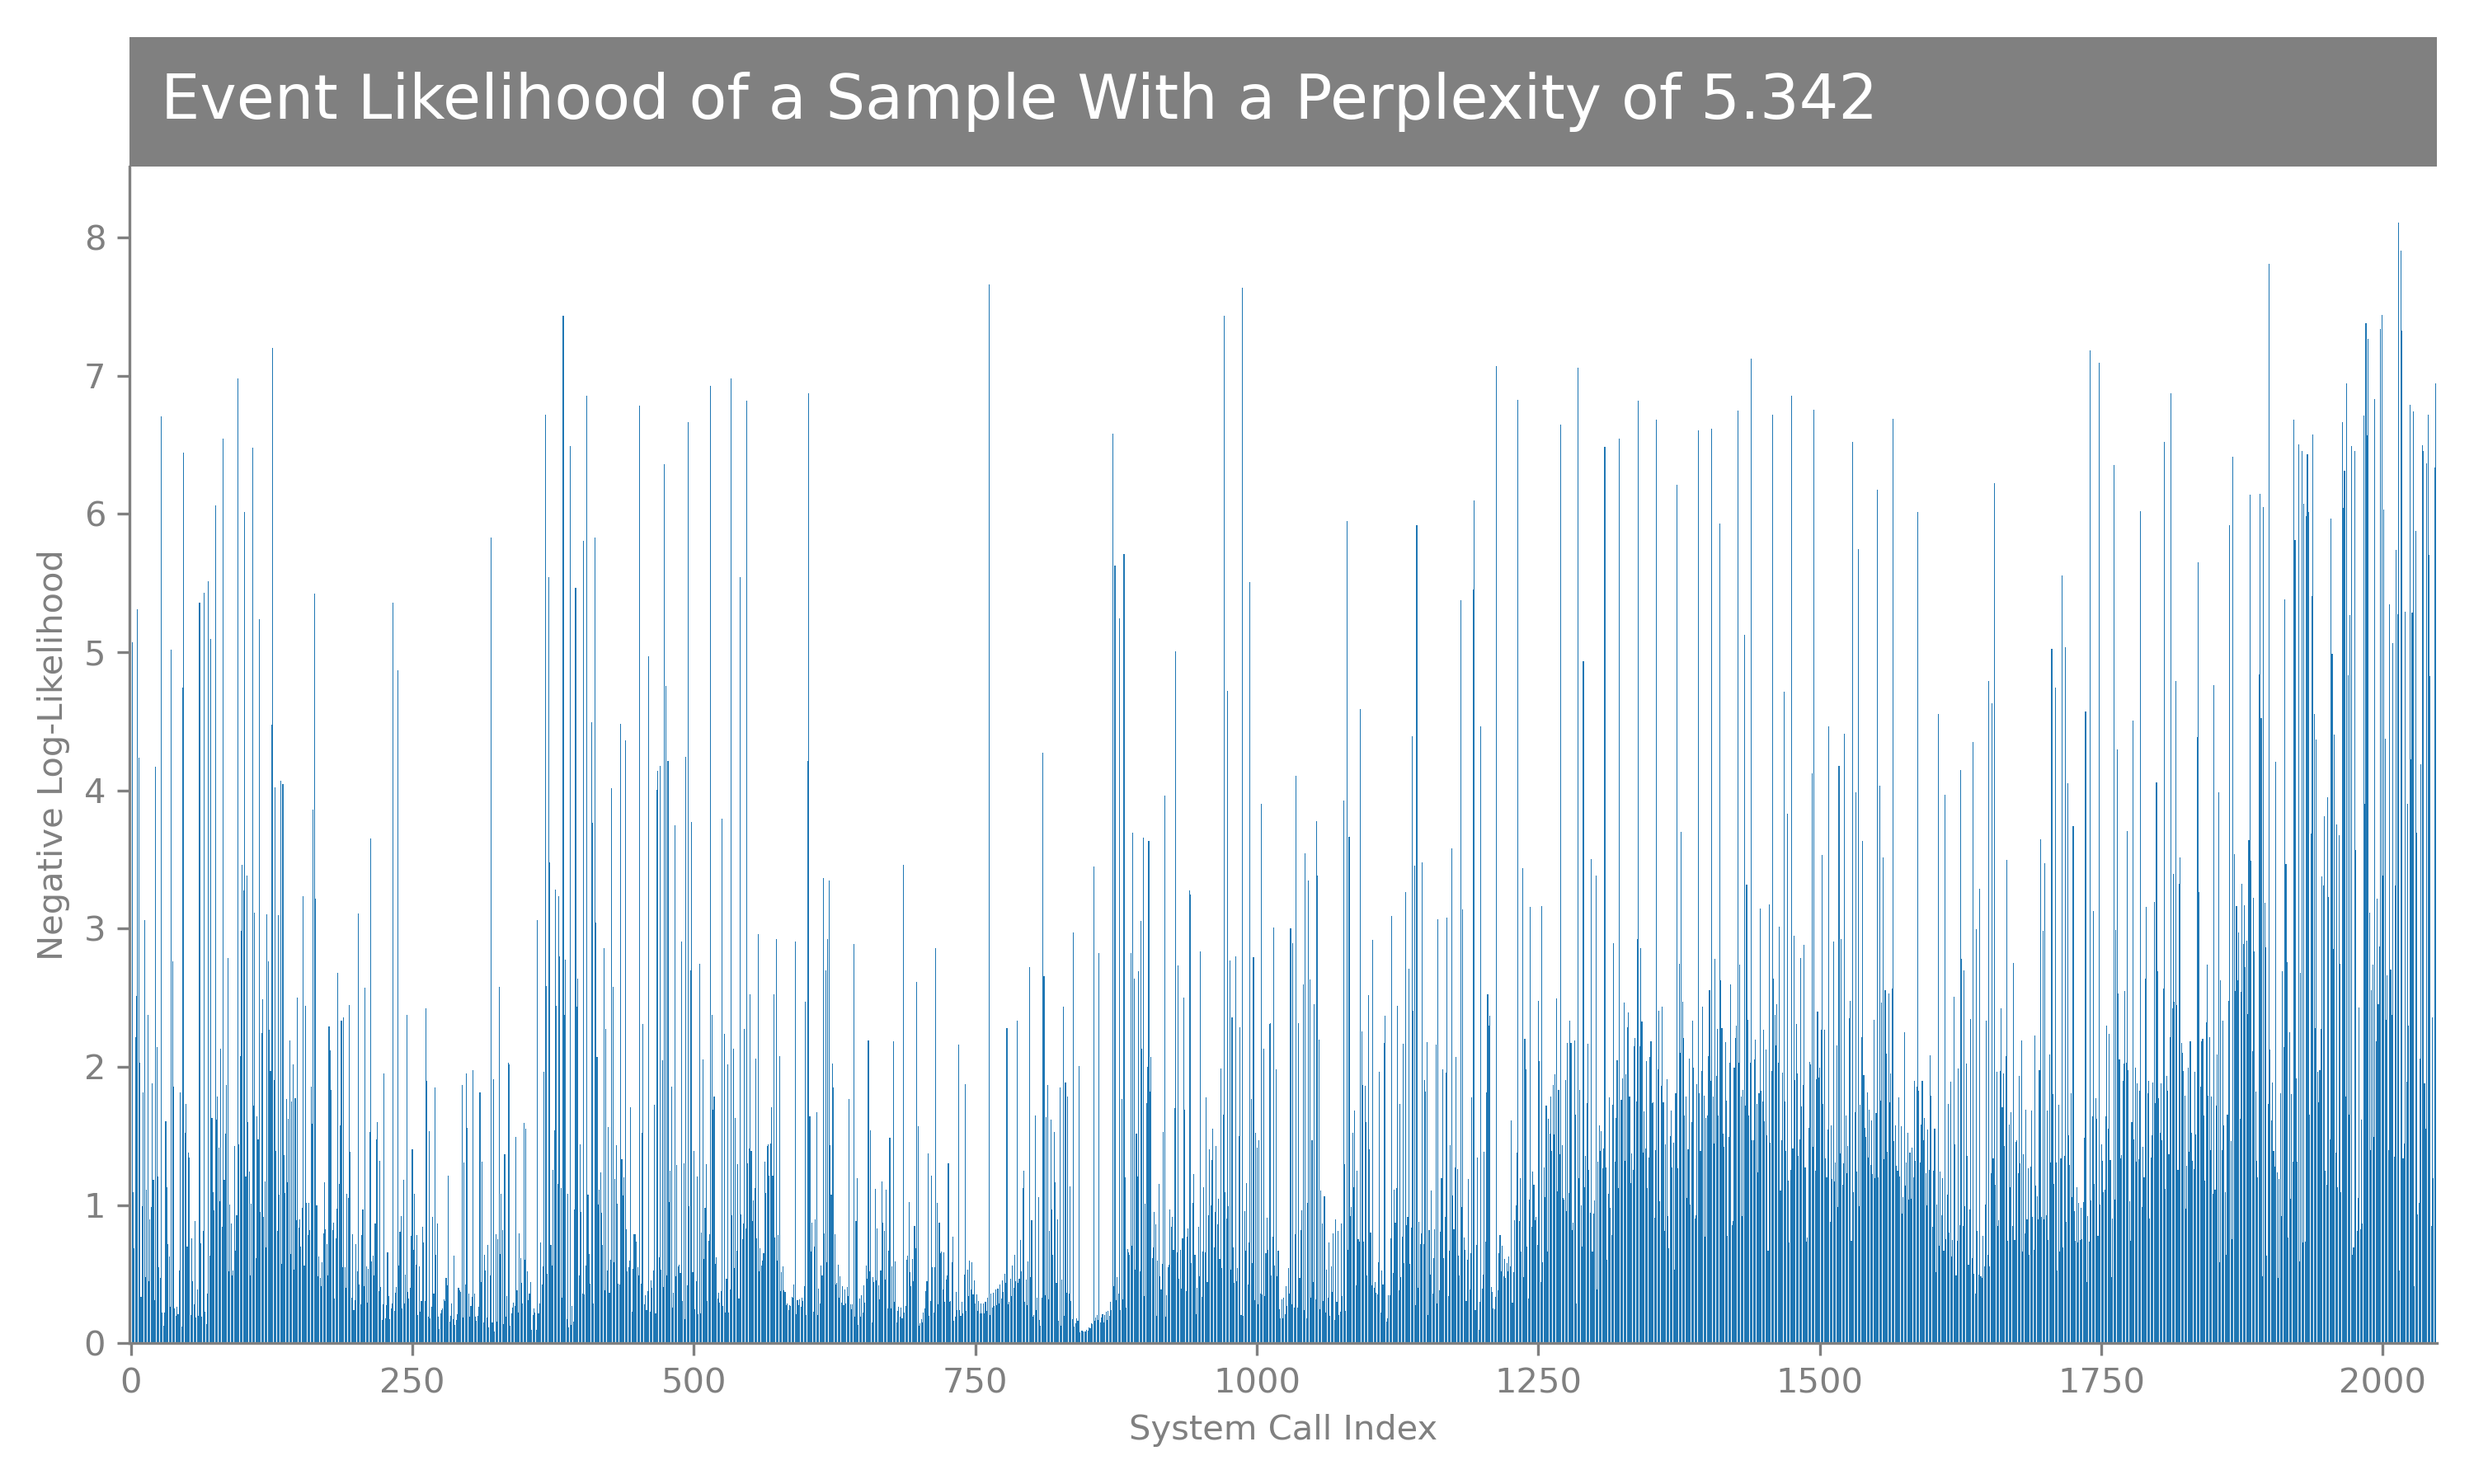 Event Likelihood of a Sample With a Perplexity of 5.342
8
7
6
5
4
3
2
1
0
Negative Log-Likelihood
0 250 500 750 1000 1250 1500 1750 2000
System Call Index